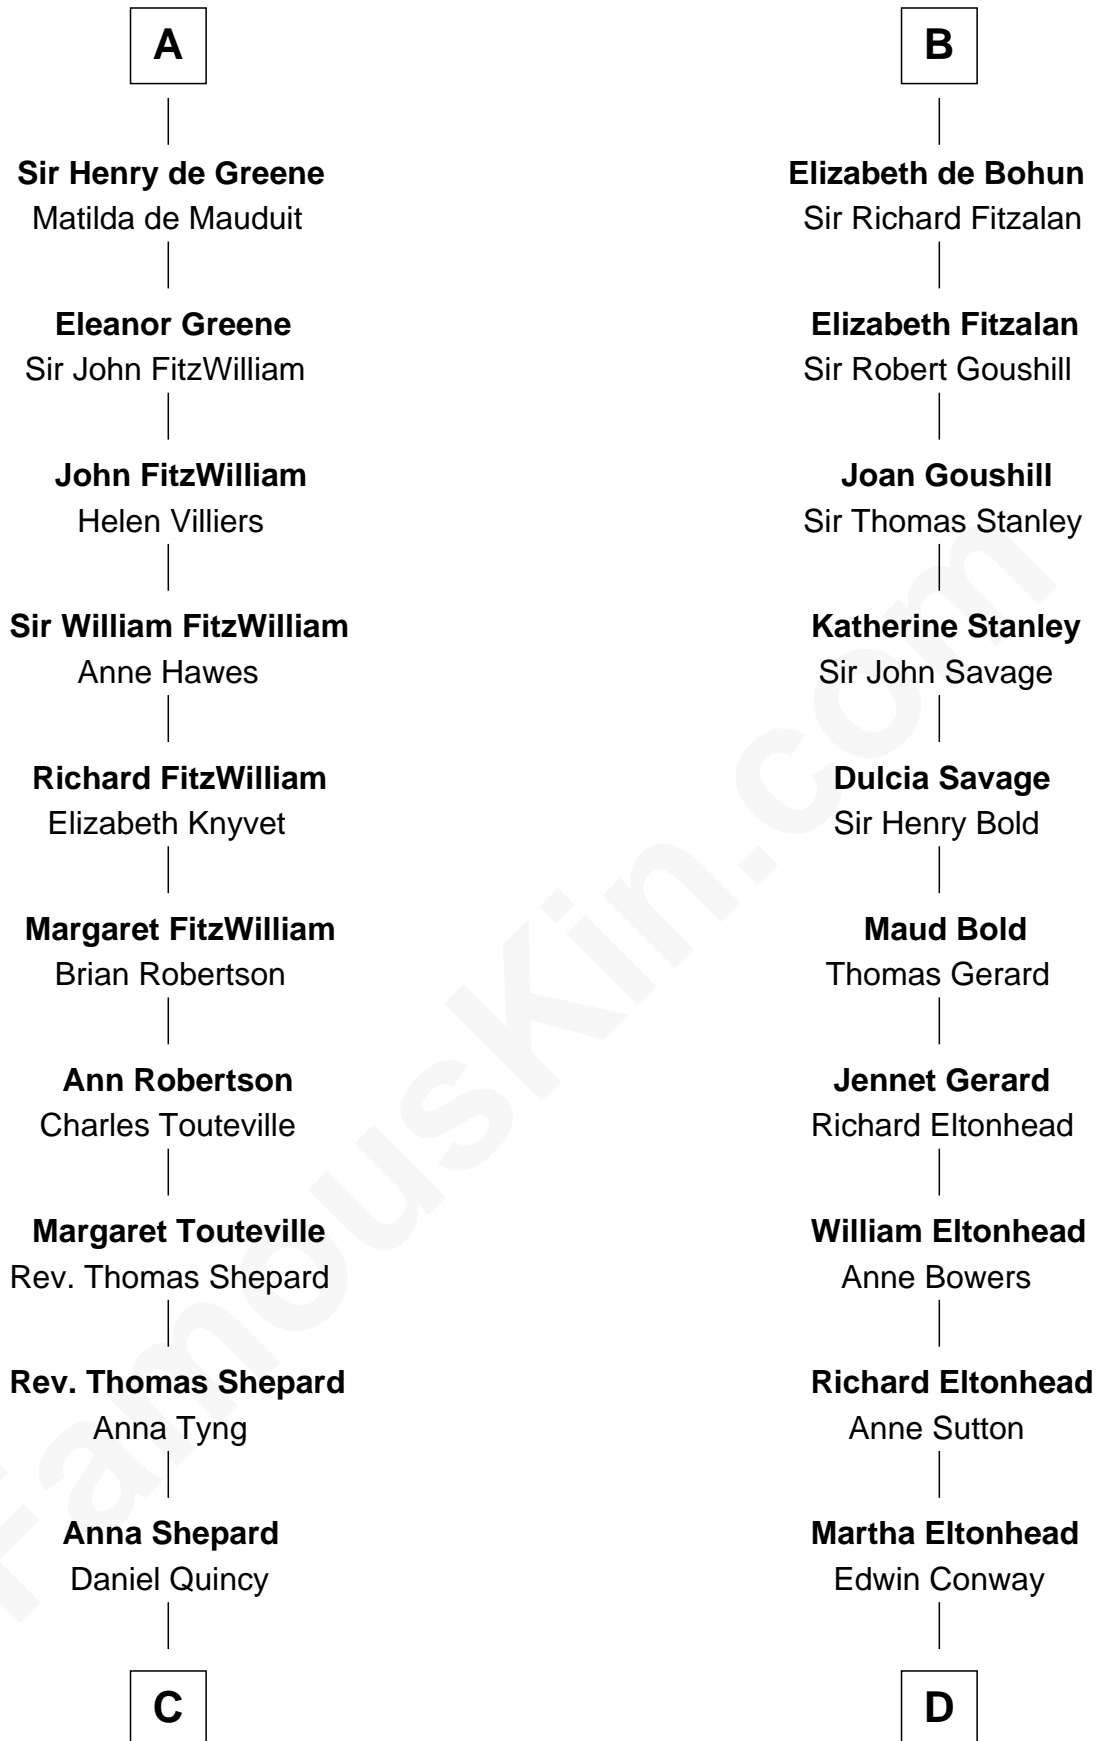 A
Sir Henry de Greene
Matilda de Mauduit
Eleanor Greene
Sir John FitzWilliam
John FitzWilliam
Helen Villiers
Sir William FitzWilliam
Anne Hawes
Richard FitzWilliam
Elizabeth Knyvet
Margaret FitzWilliam
Brian Robertson
Ann Robertson
Charles Touteville
Margaret Touteville
Rev. Thomas Shepard
Rev. Thomas Shepard
Anna Tyng
Anna Shepard
Daniel Quincy
C
B
Elizabeth de Bohun
Sir Richard Fitzalan
Elizabeth Fitzalan
Sir Robert Goushill
Joan Goushill
Sir Thomas Stanley
Katherine Stanley
Sir John Savage
Dulcia Savage
Sir Henry Bold
Maud Bold
Thomas Gerard
Jennet Gerard
Richard Eltonhead
William Eltonhead
Anne Bowers
Richard Eltonhead
Anne Sutton
Martha Eltonhead
Edwin Conway
D
FamousKin.com